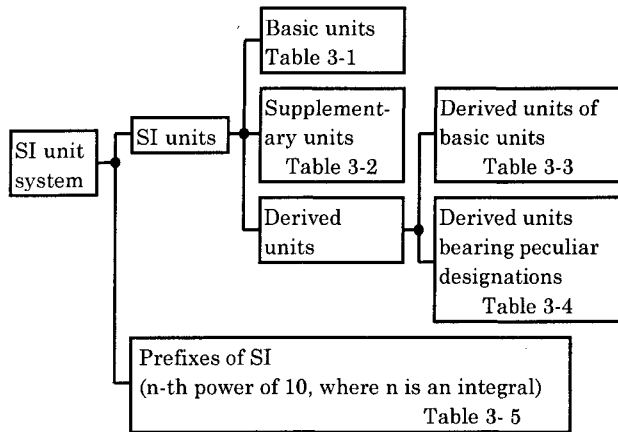 Basic units
Table 3-1
Supplement-
ary units
Table 3-2
Derived
units
Derived units of
basic units
Table 3-3
Derived units
bearing peculiar
designations
Table 3-4
SI units
SI unit
system
Prefixes of SI
(n-th power of 10, where n is an integral)
Table 3- 5